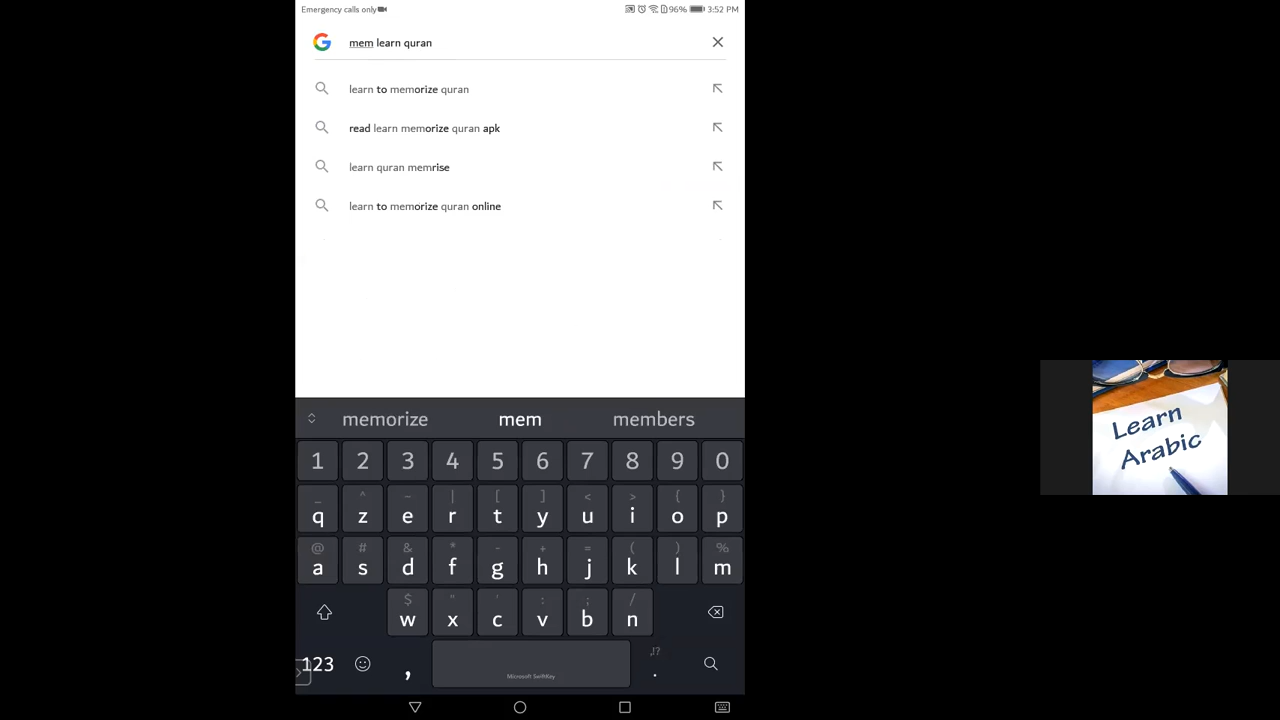 Emergency calls only 96% 3:52 PM
mem learn quran
learn to memorize quran
read learn memorize quran apk
learn quran memrise
learn to memorize quran online
memorize mem members
1 2 3 4 5 6 7 8 9 0
_ ^ ~ | [ ] < > { }
q z e r t y u i o p
@ # & * - + = ( ) %
a s d f g h j k l m
$ " ' : ; /
w x c v b n
123 , ,!? .
Microsoft SwiftKey
Learn
Arabic